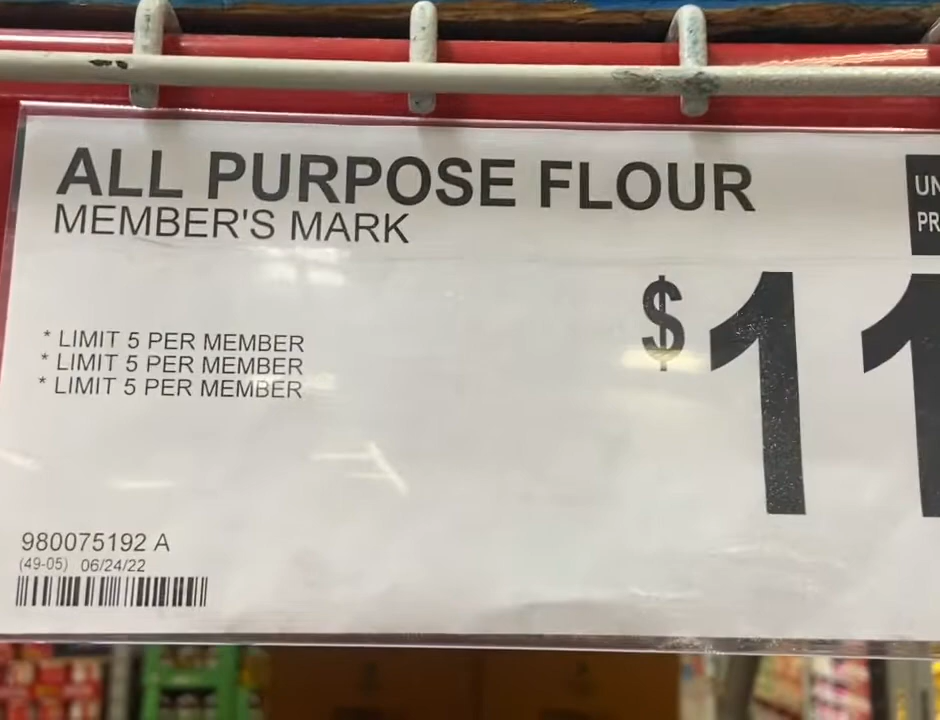 ALL PURPOSE FLOUR
MEMBER'S MARK
$11
* LIMIT 5 PER MEMBER
* LIMIT 5 PER MEMBER
* LIMIT 5 PER MEMBER
980075192 A
(49-05) 06/24/22